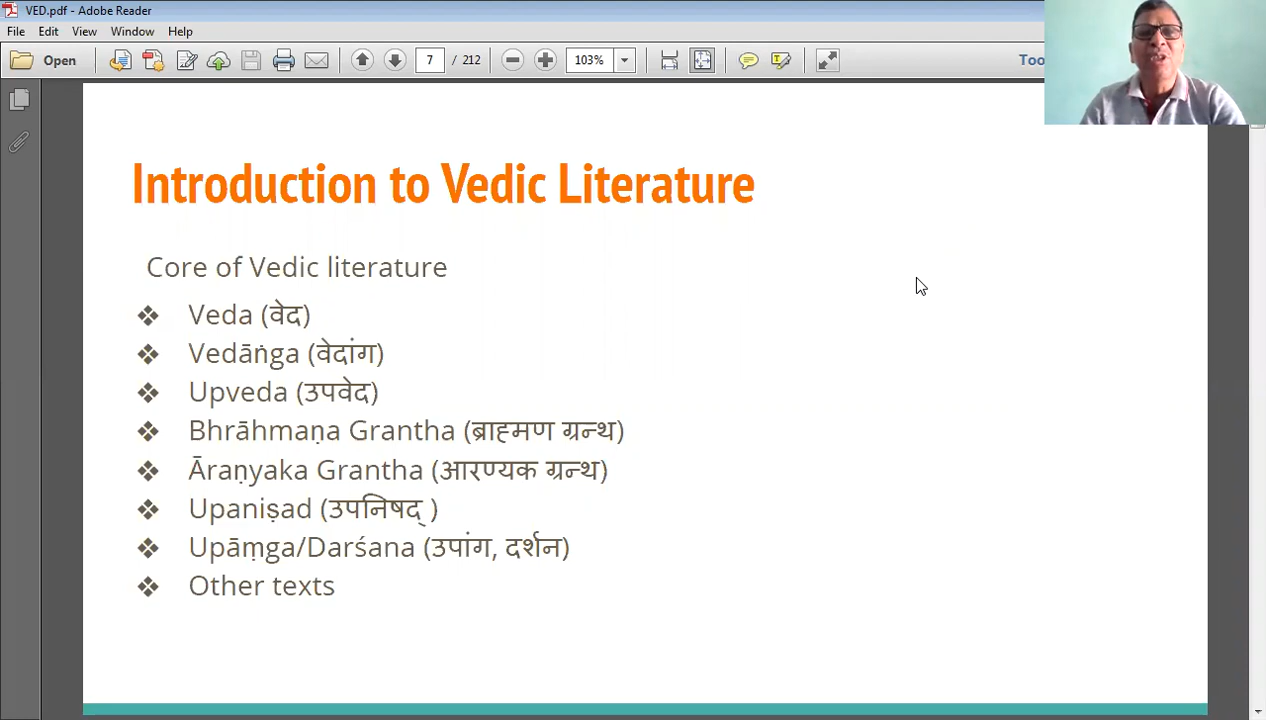 VED.pdf - Adobe Reader
File Edit View Window Help
Open 7 / 212 103% Too
Introduction to Vedic Literature
Core of Vedic literature
❖ Veda (वेद)
❖ Vedāṅga (वेदांग)
❖ Upveda (उपवेद)
❖ Bhrāhmaṇa Grantha (ब्राह्मण ग्रन्थ)
❖ Āraṇyaka Grantha (आरण्यक ग्रन्थ)
❖ Upaniṣad (उपनिषद् )
❖ Upāṃga/Darśana (उपांग, दर्शन)
❖ Other texts